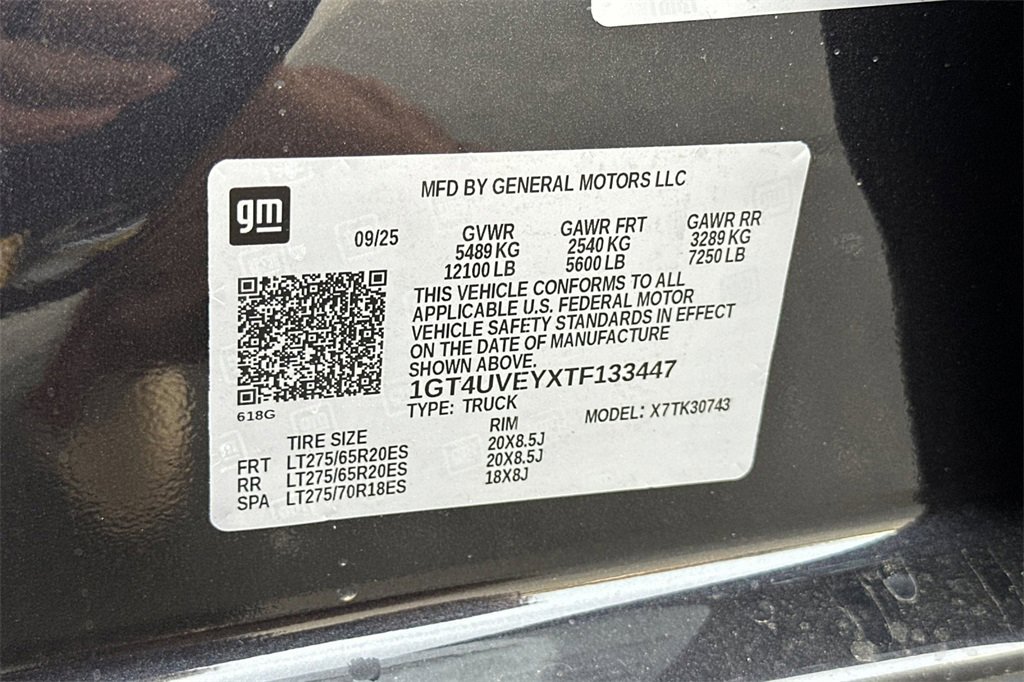 MFD BY GENERAL MOTORS LLC
gm
09/25
GVWR GAWR FRT GAWR RR
5489 KG 2540 KG 3289 KG
12100 LB 5600 LB 7250 LB
THIS VEHICLE CONFORMS TO ALL
APPLICABLE U.S. FEDERAL MOTOR
VEHICLE SAFETY STANDARDS IN EFFECT
ON THE DATE OF MANUFACTURE
SHOWN ABOVE.
1GT4UVEYXTF133447
TYPE: TRUCK MODEL: X7TK30743
618G
TIRE SIZE RIM
FRT LT275/65R20ES 20X8.5J
RR LT275/65R20ES 20X8.5J
SPA LT275/70R18ES 18X8J